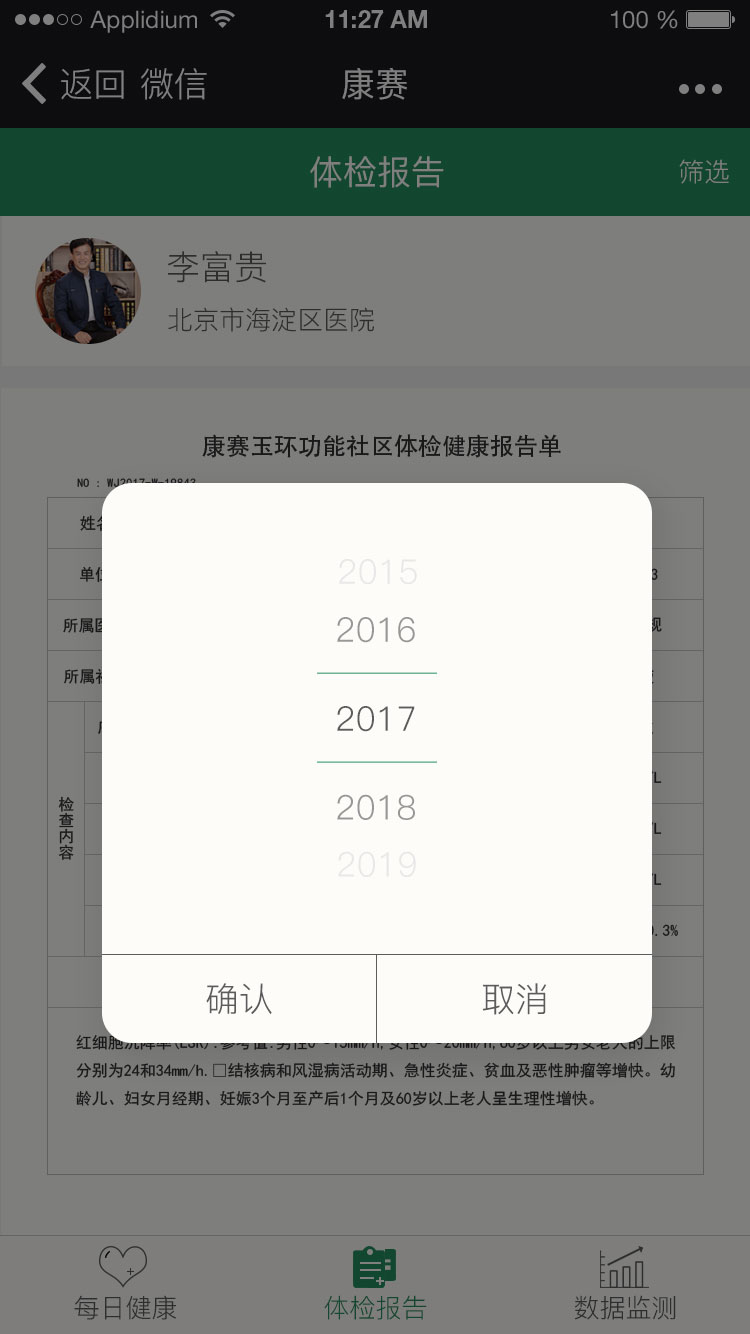 Applidium 11:27 AM 100 %
返回 微信 康赛
体检报告 筛选
李富贵
北京市海淀区医院
康赛玉环功能社区体检健康报告单
NO : WJ2017-W-10843
姓名
单位 3
所属医 规
所属社
L
检查内容
L
L
0.3%
2015
2016
2017
2018
2019
确认 取消
红细胞沉降率(ESR):参考值:男性0~15mm/h,女性0~20mm/h,60岁以上男女老人的上限
分别为24和34mm/h.□结核病和风湿病活动期、急性炎症、贫血及恶性肿瘤等增快。幼
龄儿、妇女月经期、妊娠3个月至产后1个月及60岁以上老人呈生理性增快。
每日健康 体检报告 数据监测